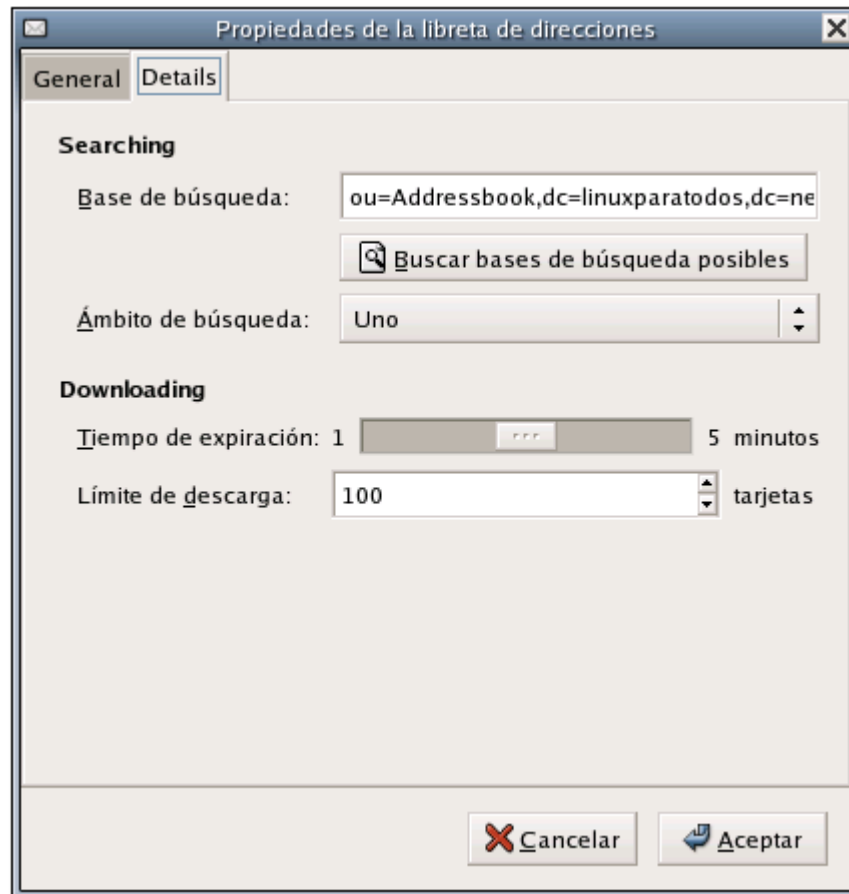 Propiedades de la libreta de direcciones
General Details
Searching
Base de búsqueda: ou=Addressbook,dc=linuxparatodos,dc=ne
Buscar bases de búsqueda posibles
Ámbito de búsqueda: Uno
Downloading
Tiempo de expiración: 1 5 minutos
Límite de descarga: 100 tarjetas
Cancelar Aceptar